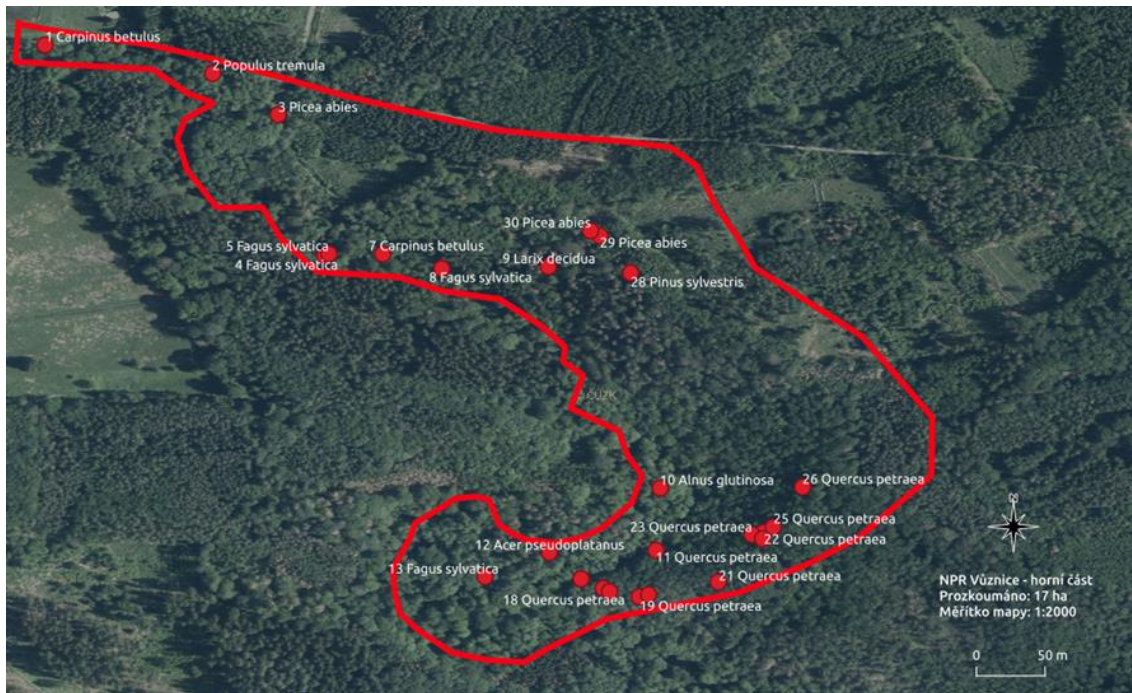 1 Carpinus betulus
2 Populus tremula
3 Picea abies
30 Picea abies
29 Picea abies
5 Fagus sylvatica
7 Carpinus betulus
4 Fagus sylvatica
9 Larix decidua
8 Fagus sylvatica
28 Pinus sylvestris
ČÚZK
10 Alnus glutinosa
26 Quercus petraea
25 Quercus petraea
23 Quercus petraea
22 Quercus petraea
12 Acer pseudoplatanus
11 Quercus petraea
13 Fagus sylvatica
21 Quercus petraea
18 Quercus petraea
19 Quercus petraea
N
NPR Vůznice - horní část
Prozkoumáno: 17 ha
Měřítko mapy: 1:2000
0 50 m